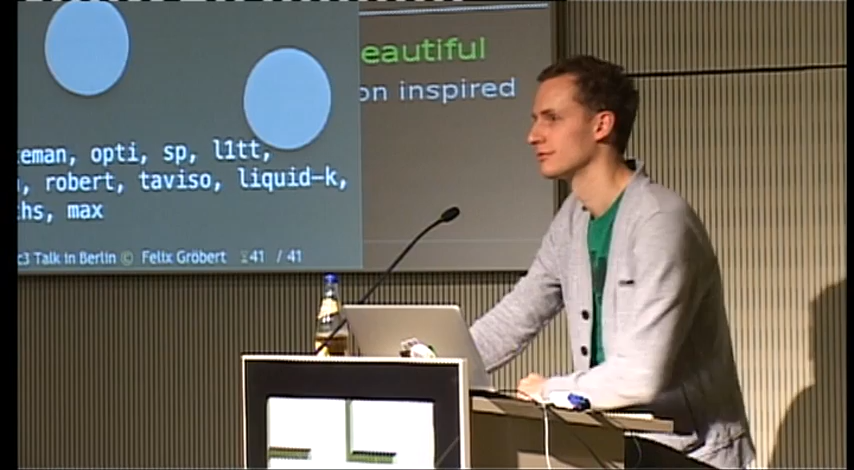 eautiful
on inspired
eman, opti, sp, l1tt,
, robert, taviso, liquid-k,
hs, max
c3 Talk in Berlin © Felix Gröbert 41 / 41